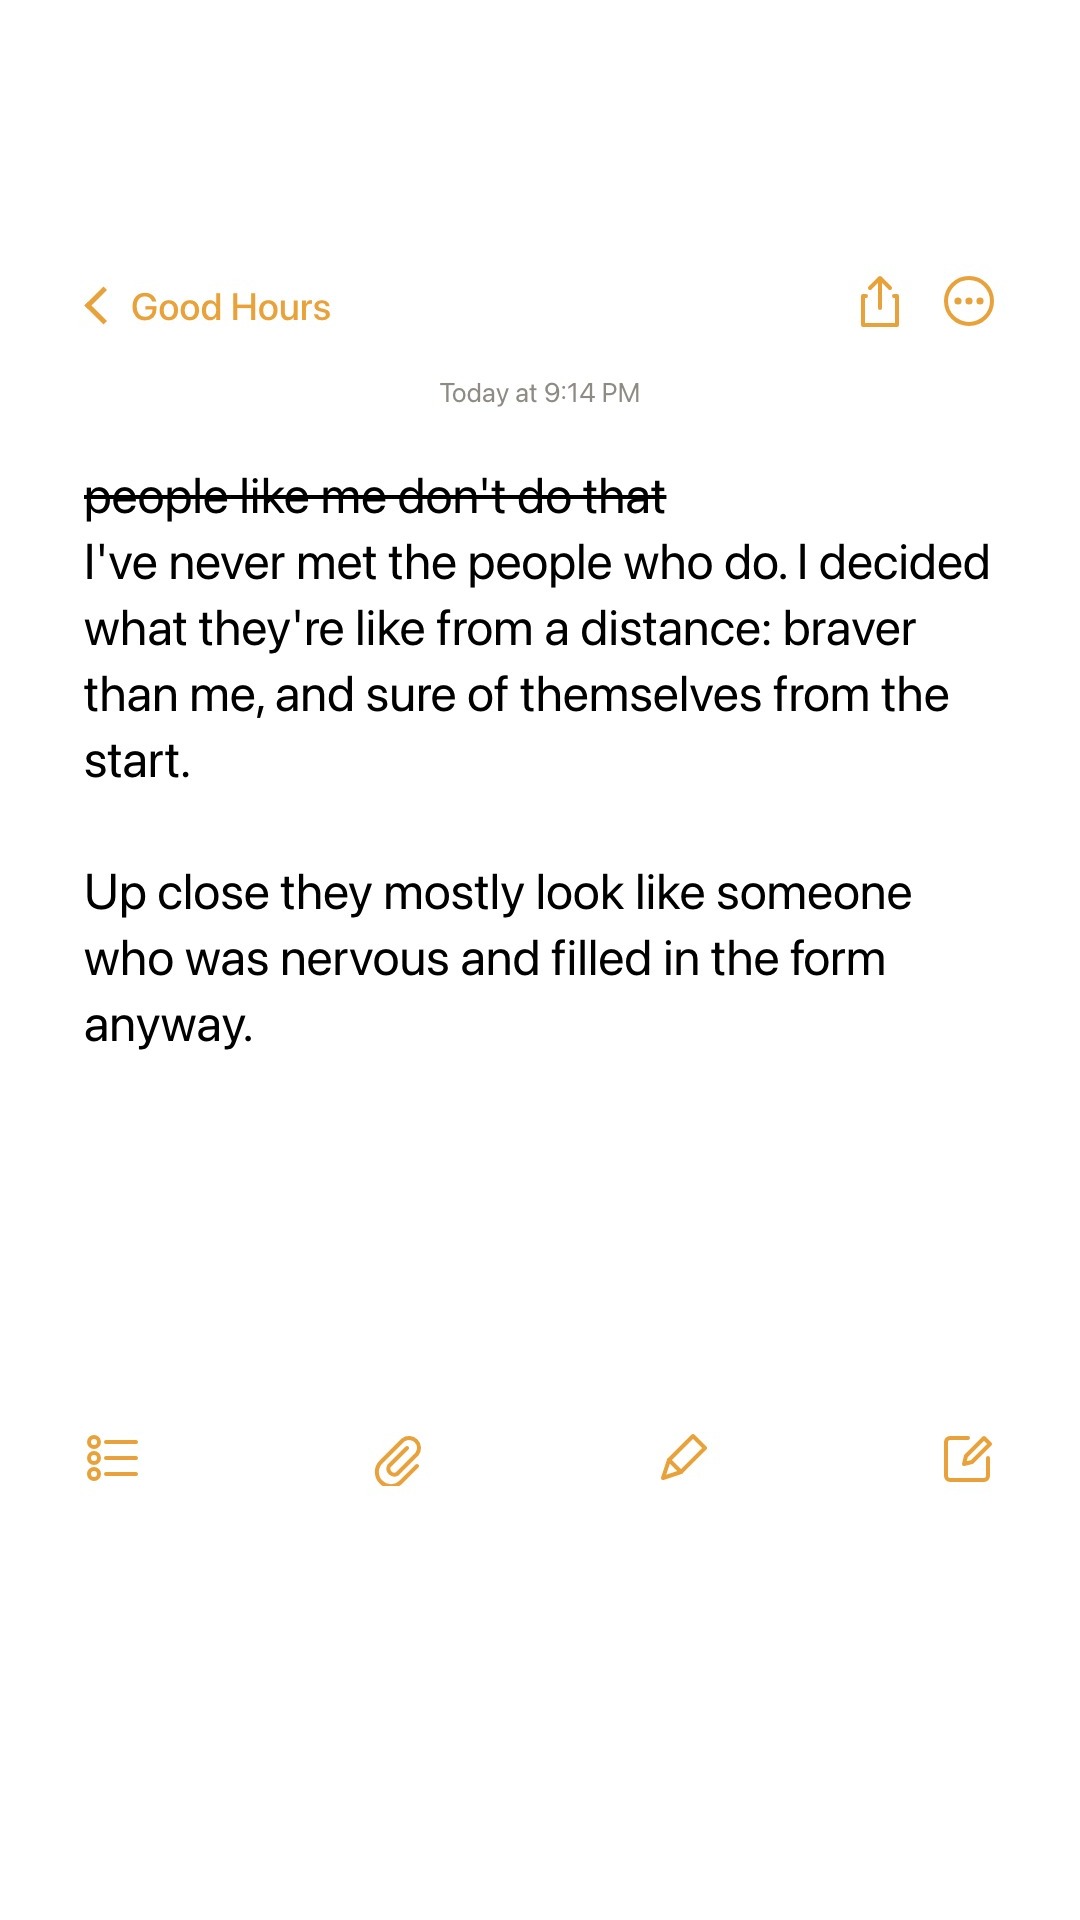 Good Hours
Today at 9:14 PM
people like me don't do that
I've never met the people who do. I decided
what they're like from a distance: braver
than me, and sure of themselves from the
start.
Up close they mostly look like someone
who was nervous and filled in the form
anyway.